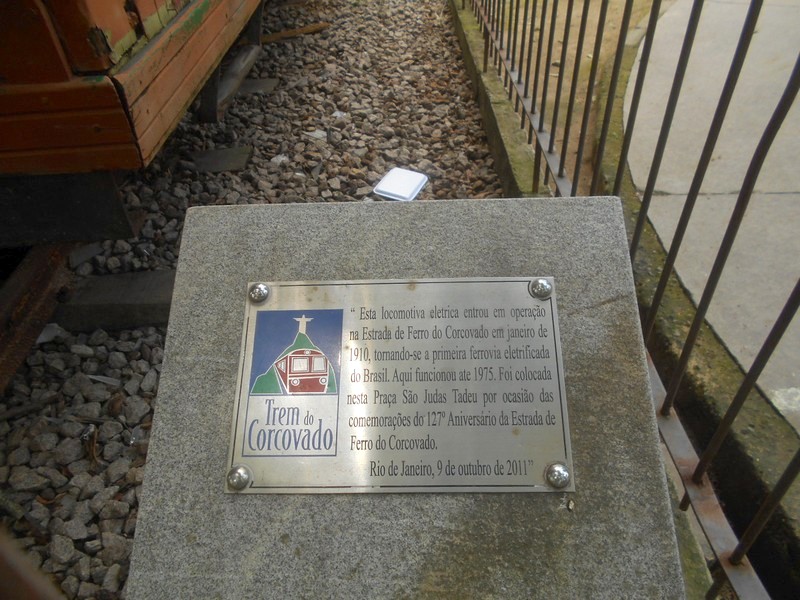 Trem do
Corcovado
“ Esta locomotiva eletrica entrou em operação
na Estrada de Ferro do Corcovado em janeiro de
1910, tornando-se a primeira ferrovia eletrificada
do Brasil. Aqui funcionou ate 1975. Foi colocada
nesta Praça São Judas Tadeu por ocasião das
comemorações do 127º Aniversário da Estrada de
Ferro do Corcovado.
Rio de Janeiro, 9 de outubro de 2011”